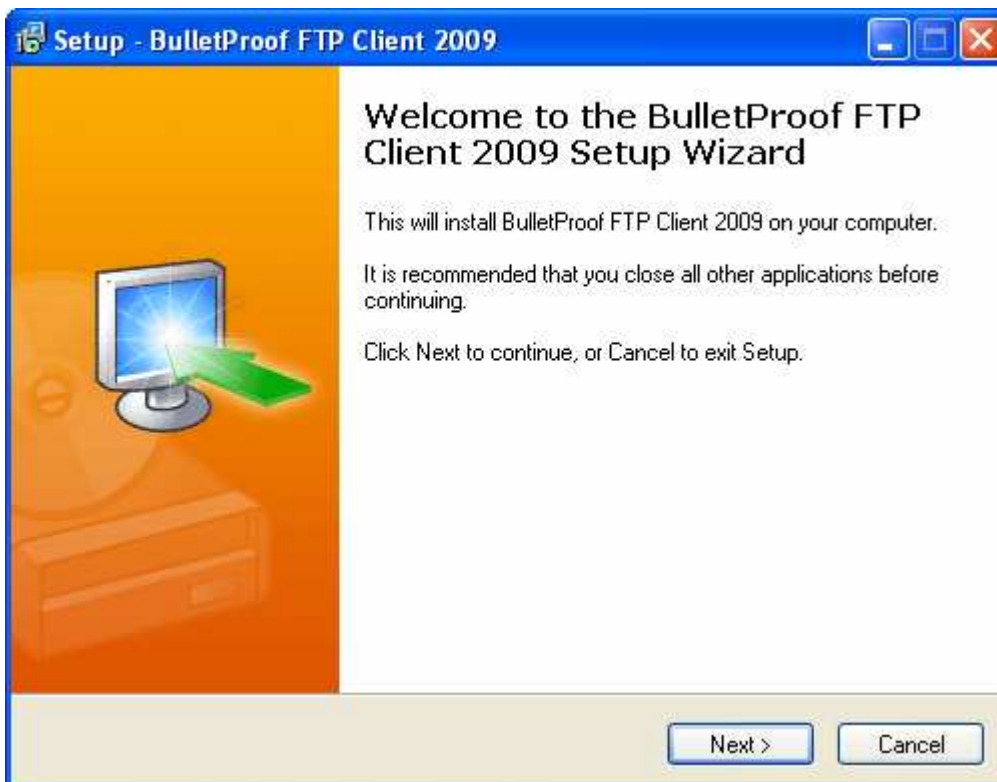 Setup - BulletProof FTP Client 2009
Welcome to the BulletProof FTP
Client 2009 Setup Wizard
This will install BulletProof FTP Client 2009 on your computer.
It is recommended that you close all other applications before
continuing.
Click Next to continue, or Cancel to exit Setup.
Next >
Cancel